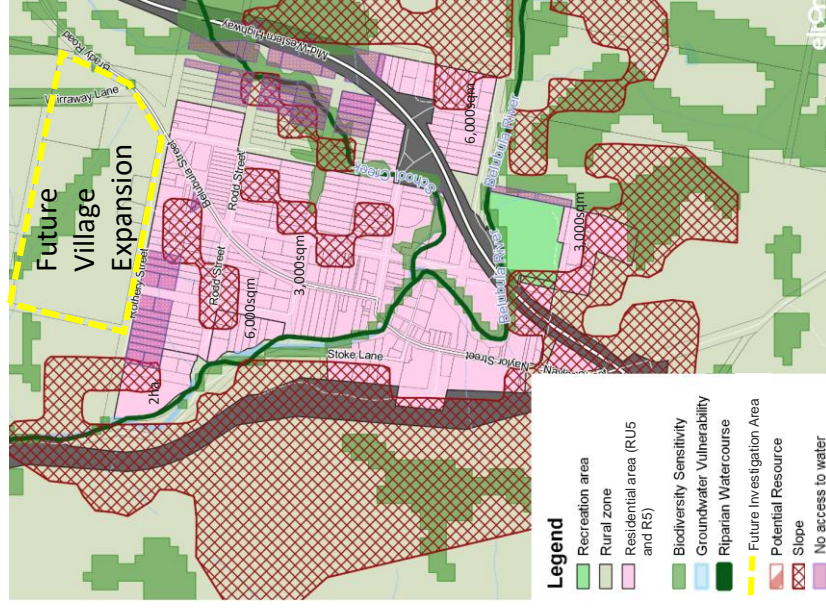 Future
Village
Expansion
Brady Road
Wirraway Lane
Mid Western Highway
Belubula Street
Rothery Street
Rodd Street
Rodd Street
3,000sqm
6,000sqm
2ha
Stoke Lane
Naylor Street
School Creek
6,000sqm
Belubula River
Belubula River
3,000sqm
Legend
Recreation area
Rural zone
Residential area (RU5
and R5)
Biodiversity Sensitivity
Groundwater Vulnerability
Riparian Watercourse
Future Investigation Area
Potential Resource
Slope
No access to water